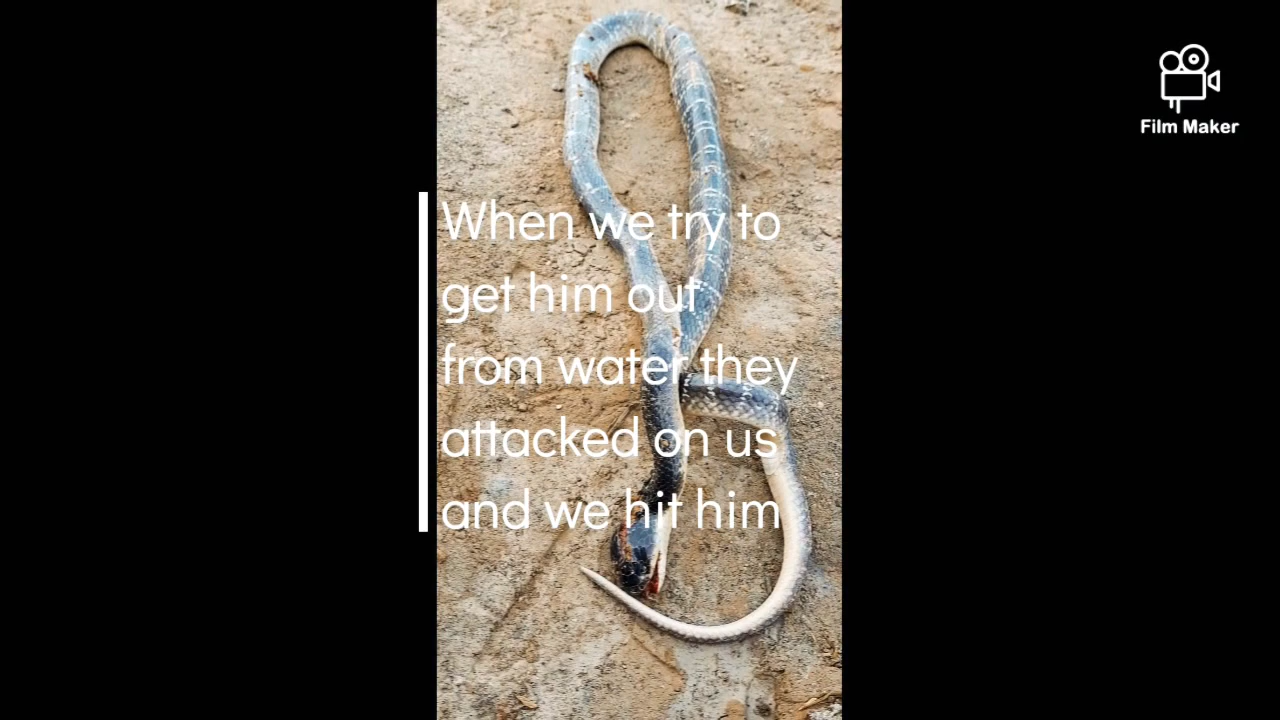 When we try to
get him out
from water they
attacked on us
and we hit him
Film Maker